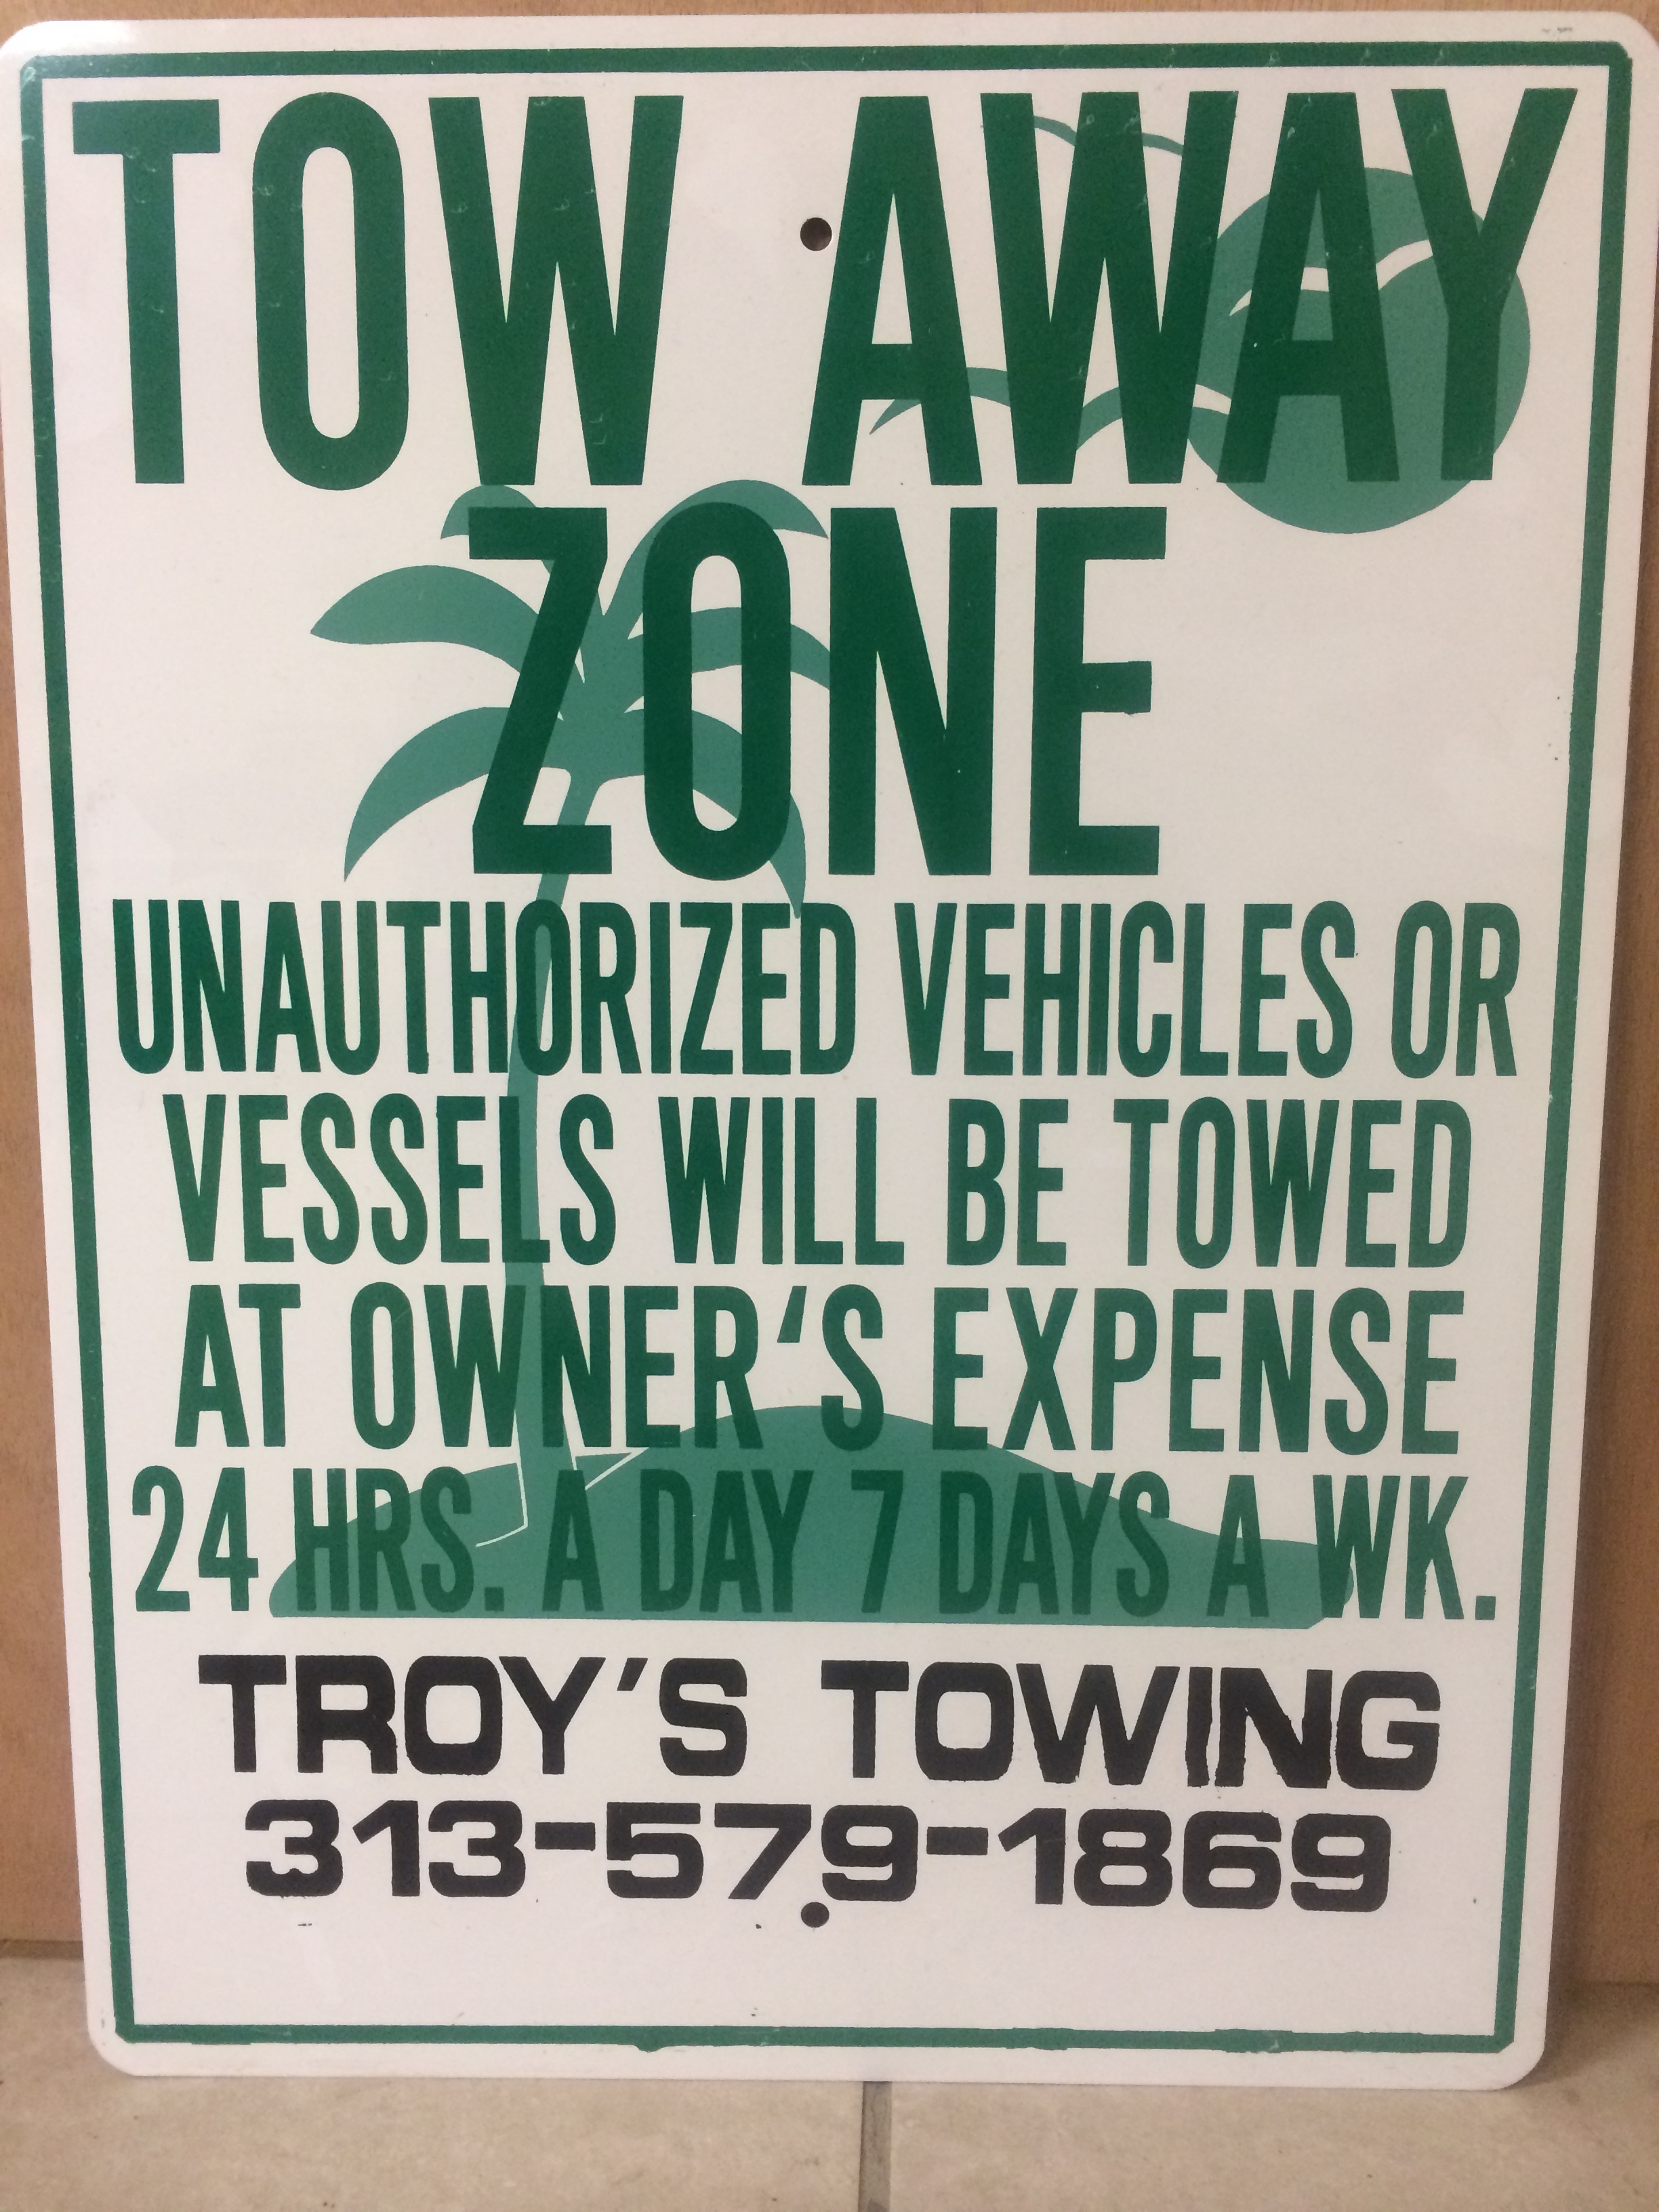 TOW AWAY
ZONE
UNAUTHORIZED VEHICLES OR
VESSELS WILL BE TOWED
AT OWNER‘S EXPENSE
24 HRS. A DAY 7 DAYS A WK.
TROY’S TOWING
313-579-1869